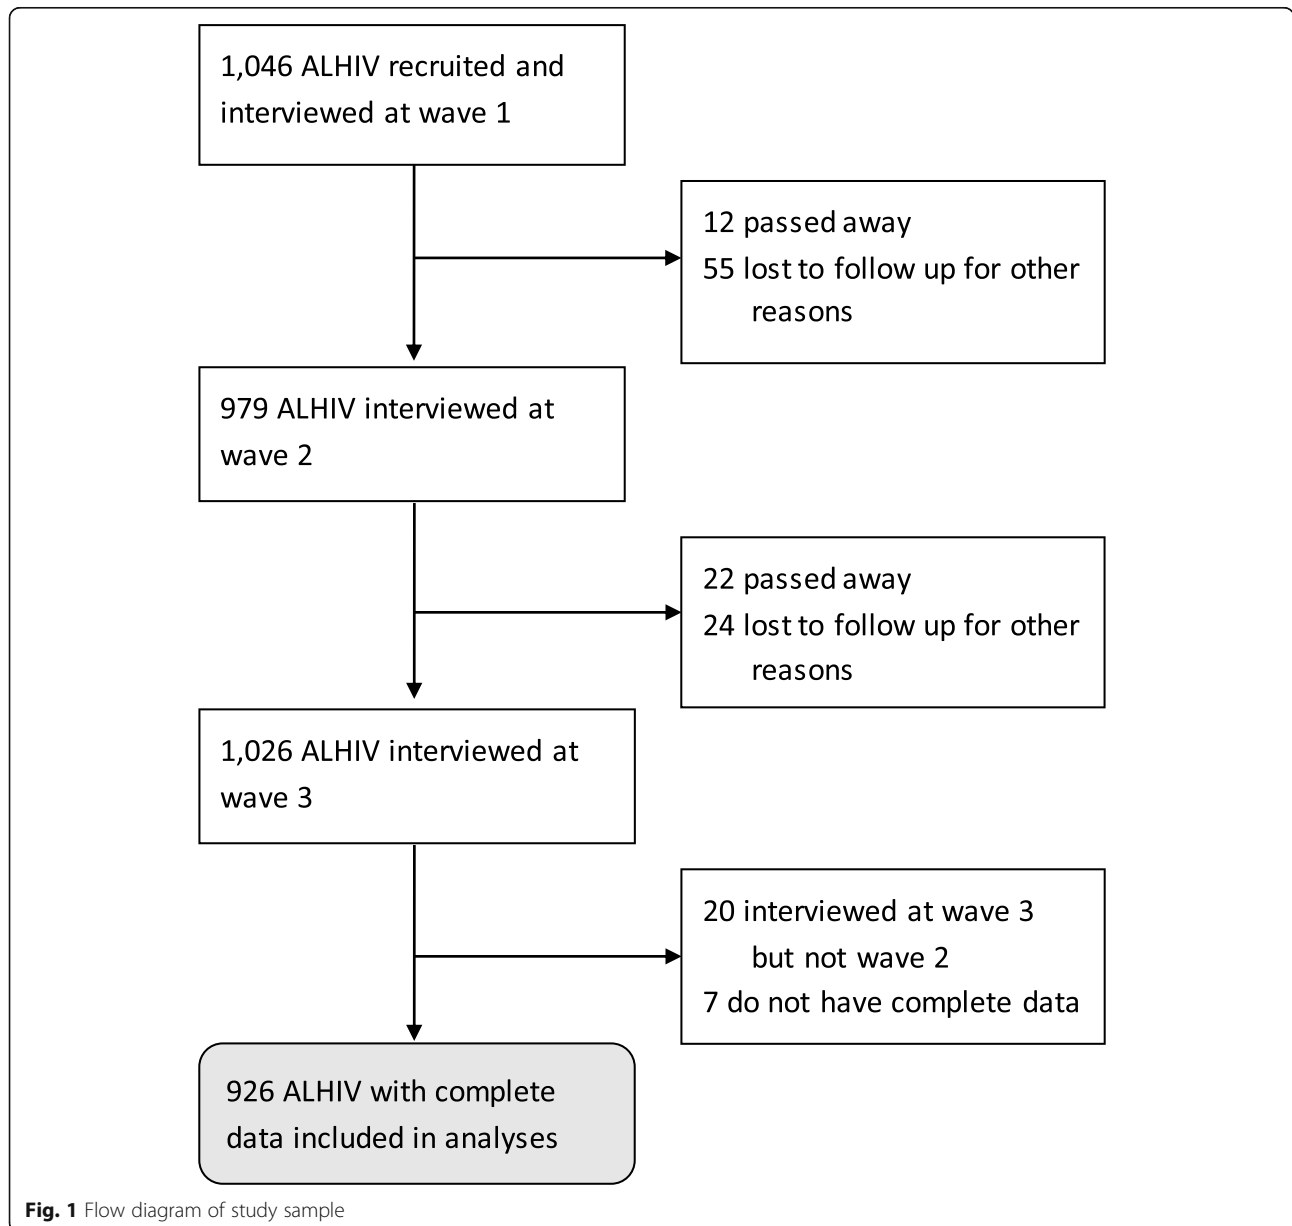 1,046 ALHIV recruited and
interviewed at wave 1
12 passed away
55 lost to follow up for other
reasons
979 ALHIV interviewed at
wave 2
22 passed away
24 lost to follow up for other
reasons
1,026 ALHIV interviewed at
wave 3
20 interviewed at wave 3
but not wave 2
7 do not have complete data
926 ALHIV with complete
data included in analyses
Fig. 1 Flow diagram of study sample